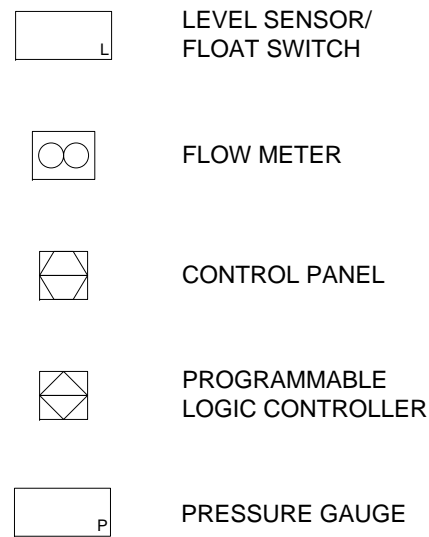 L
LEVEL SENSOR/
FLOAT SWITCH
FLOW METER
CONTROL PANEL
PROGRAMMABLE
LOGIC CONTROLLER
P
PRESSURE GAUGE